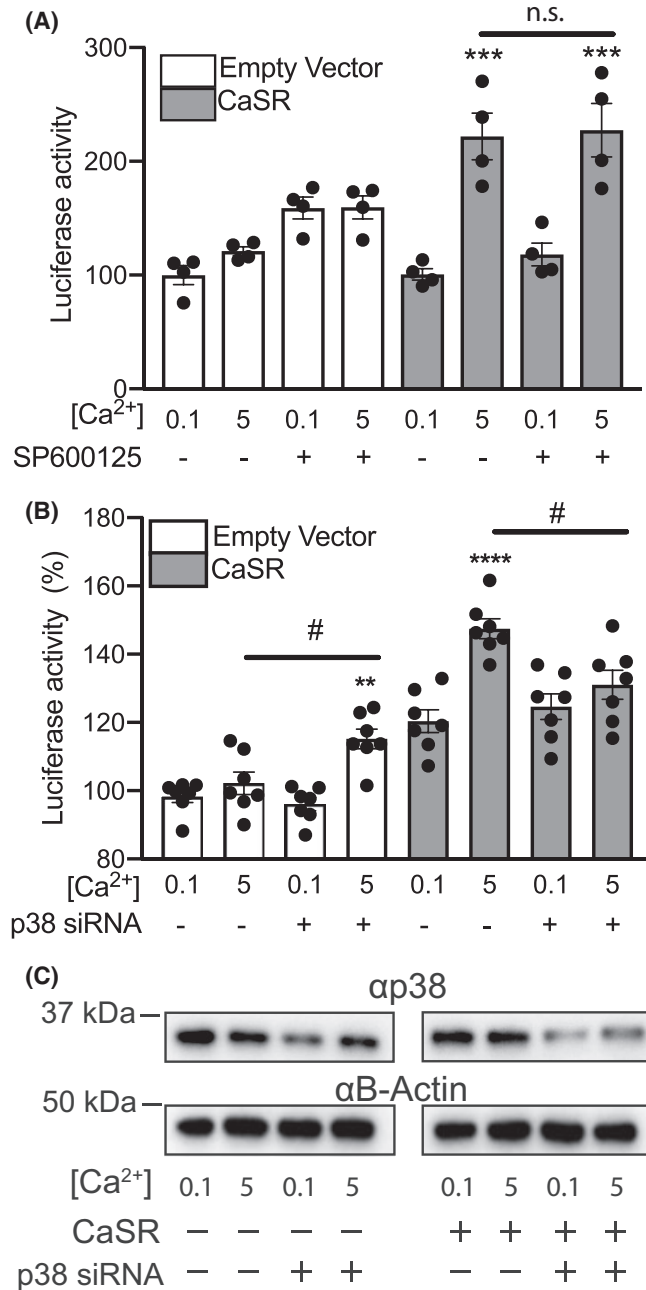 (A)
n.s.
300
200
100
0
Luciferase activity
Empty Vector
CaSR
*** ***
[Ca²⁺] 0.1 5 0.1 5 0.1 5 0.1 5
SP600125 - - + + - - + +
(B)
180
160
140
120
100
80
Luciferase activity (%)
Empty Vector
CaSR
#
#
****
**
[Ca²⁺] 0.1 5 0.1 5 0.1 5 0.1 5
p38 siRNA - - + + - - + +
(C)
αp38
37 kDa
αB-Actin
50 kDa
[Ca²⁺] 0.1 5 0.1 5 0.1 5 0.1 5
CaSR − − − − + + + +
p38 siRNA − − + + − − + +